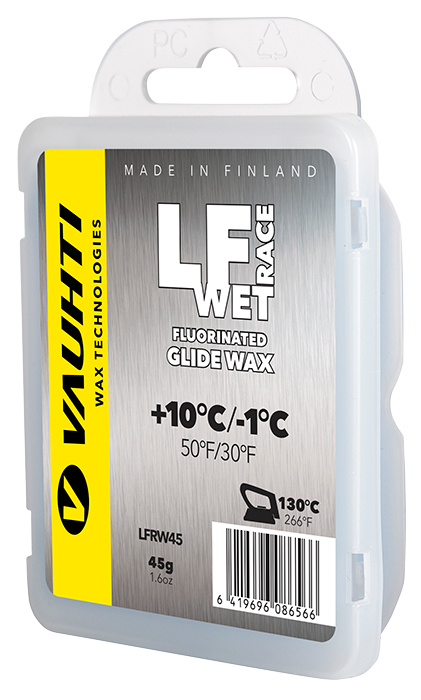 PC
MADE IN FINLAND
LF
RACE
WET
FLUORINATED
GLIDE WAX
+10°C/-1°C
50°F/30°F
130°C
266°F
LFRW45
45g
1.6oz
6 419696 086566
VAUHTI
WAX TECHNOLOGIES